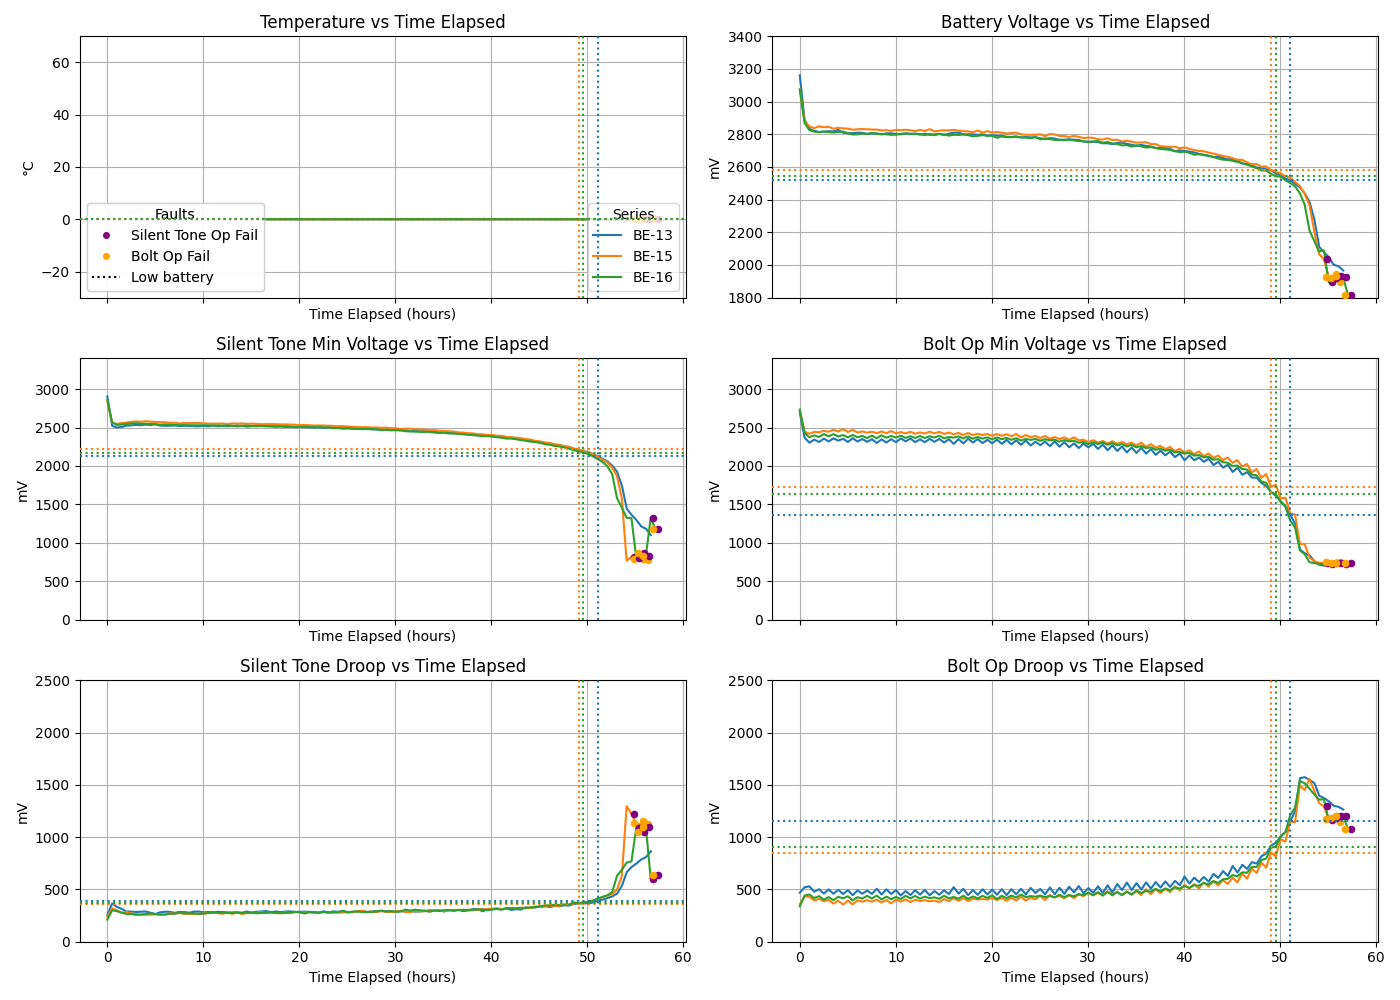 Temperature vs Time Elapsed
°C
60
40
20
0
−20
Faults
Silent Tone Op Fail
Bolt Op Fail
Low battery
Series
BE-13
BE-15
BE-16
Time Elapsed (hours)
Battery Voltage vs Time Elapsed
mV
3400
3200
3000
2800
2600
2400
2200
2000
1800
Time Elapsed (hours)
Silent Tone Min Voltage vs Time Elapsed
mV
3000
2500
2000
1500
1000
500
0
Time Elapsed (hours)
Bolt Op Min Voltage vs Time Elapsed
mV
3000
2500
2000
1500
1000
500
0
Time Elapsed (hours)
Silent Tone Droop vs Time Elapsed
mV
2500
2000
1500
1000
500
0
0 10 20 30 40 50 60
Time Elapsed (hours)
Bolt Op Droop vs Time Elapsed
mV
2500
2000
1500
1000
500
0
0 10 20 30 40 50 60
Time Elapsed (hours)